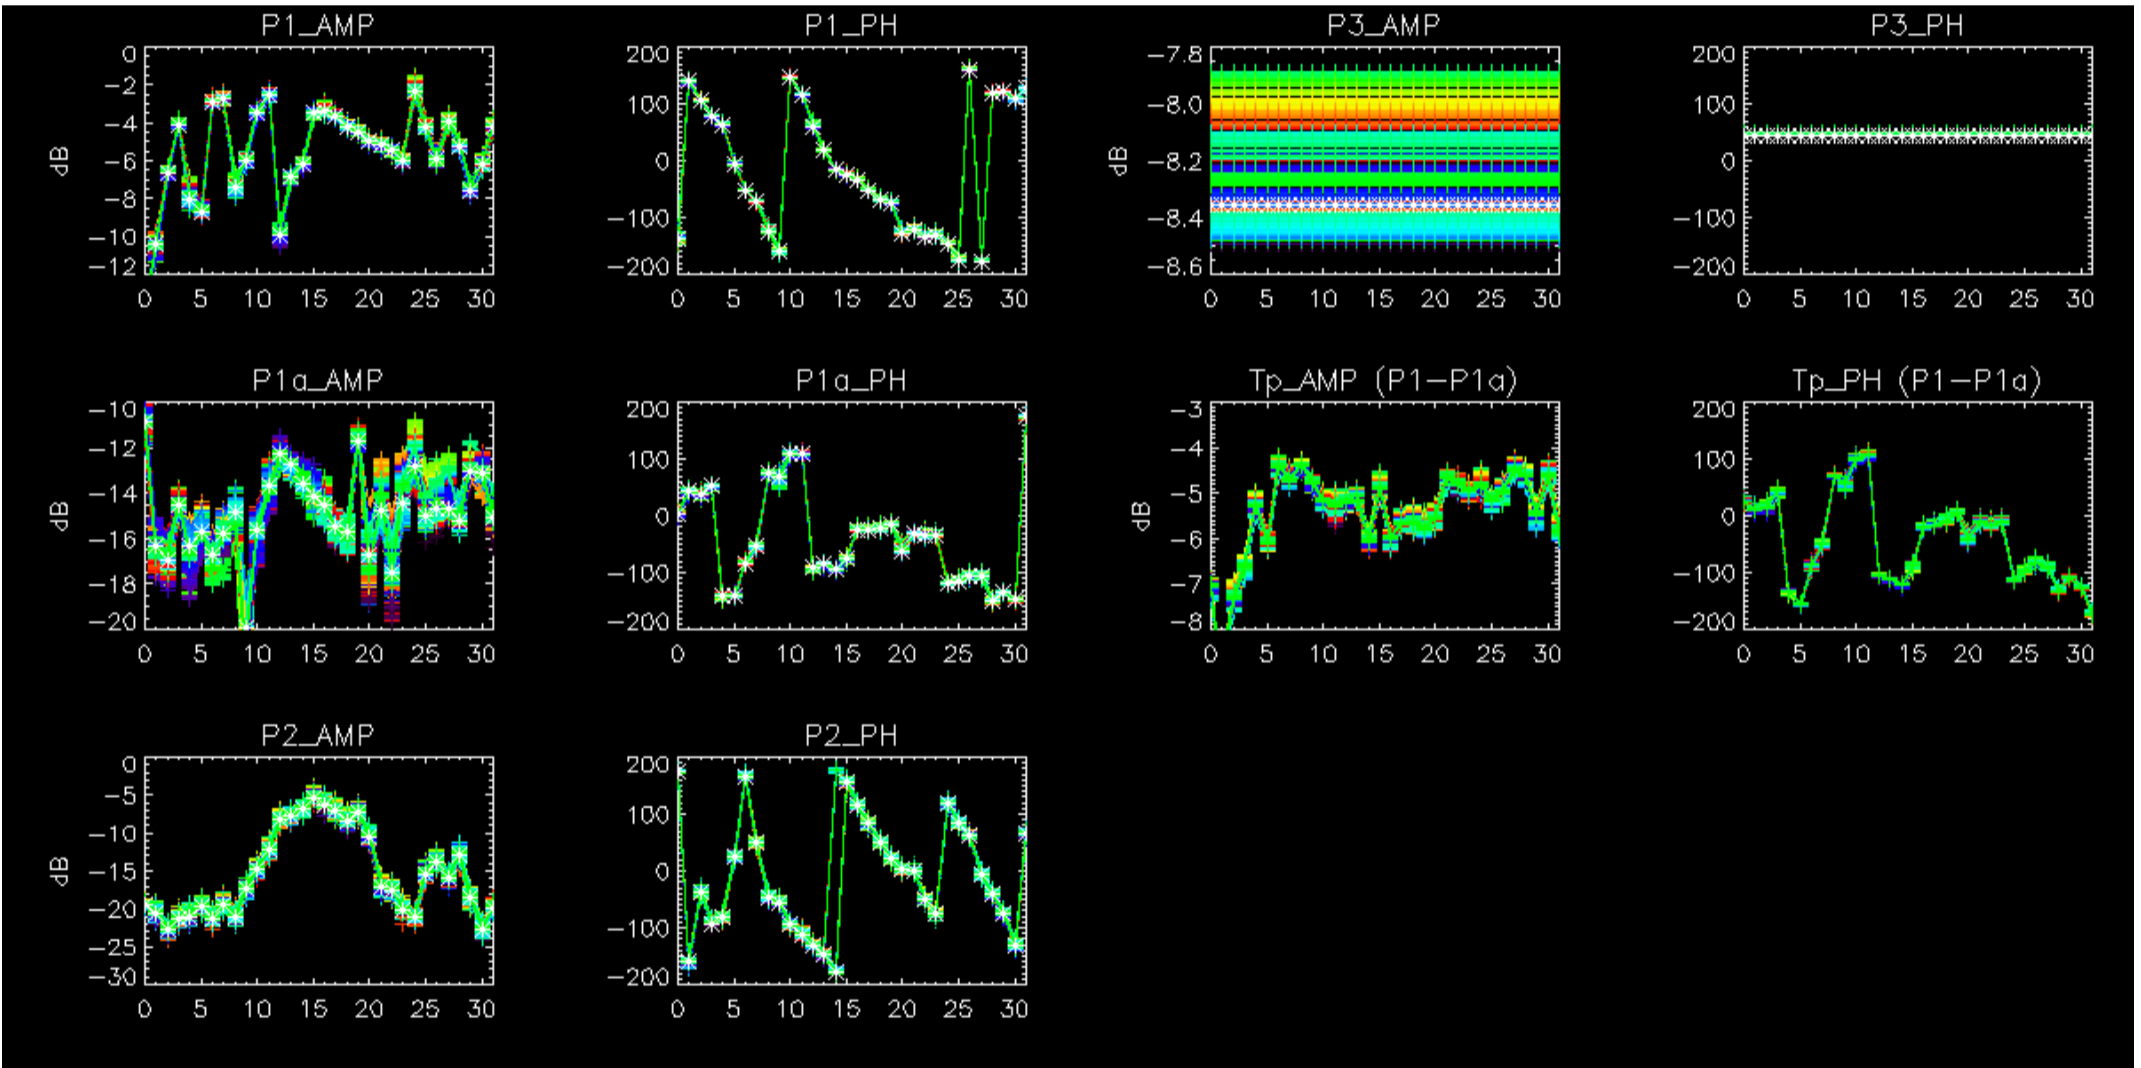 P1_AMP P1_PH P3_AMP P3_PH
0 200 -7.8 200
-2 100 -8.0 100
-4 0 -8.2 0
-6 -100 -8.4 -100
-8 -200 -8.6 -200
-10
-12
dB dB
0 5 10 15 20 25 30 0 5 10 15 20 25 30 0 5 10 15 20 25 30 0 5 10 15 20 25 30
P1a_AMP P1a_PH Tp_AMP (P1-P1a) Tp_PH (P1-P1a)
-10 200 -3 200
-12 100 -4 100
-14 0 -5 0
-16 -100 -6 -100
-18 -200 -7 -200
-20 -8
dB dB
0 5 10 15 20 25 30 0 5 10 15 20 25 30 0 5 10 15 20 25 30 0 5 10 15 20 25 30
P2_AMP P2_PH
0 200
-5 100
-10 0
-15 -100
-20 -200
-25
-30
dB
0 5 10 15 20 25 30 0 5 10 15 20 25 30